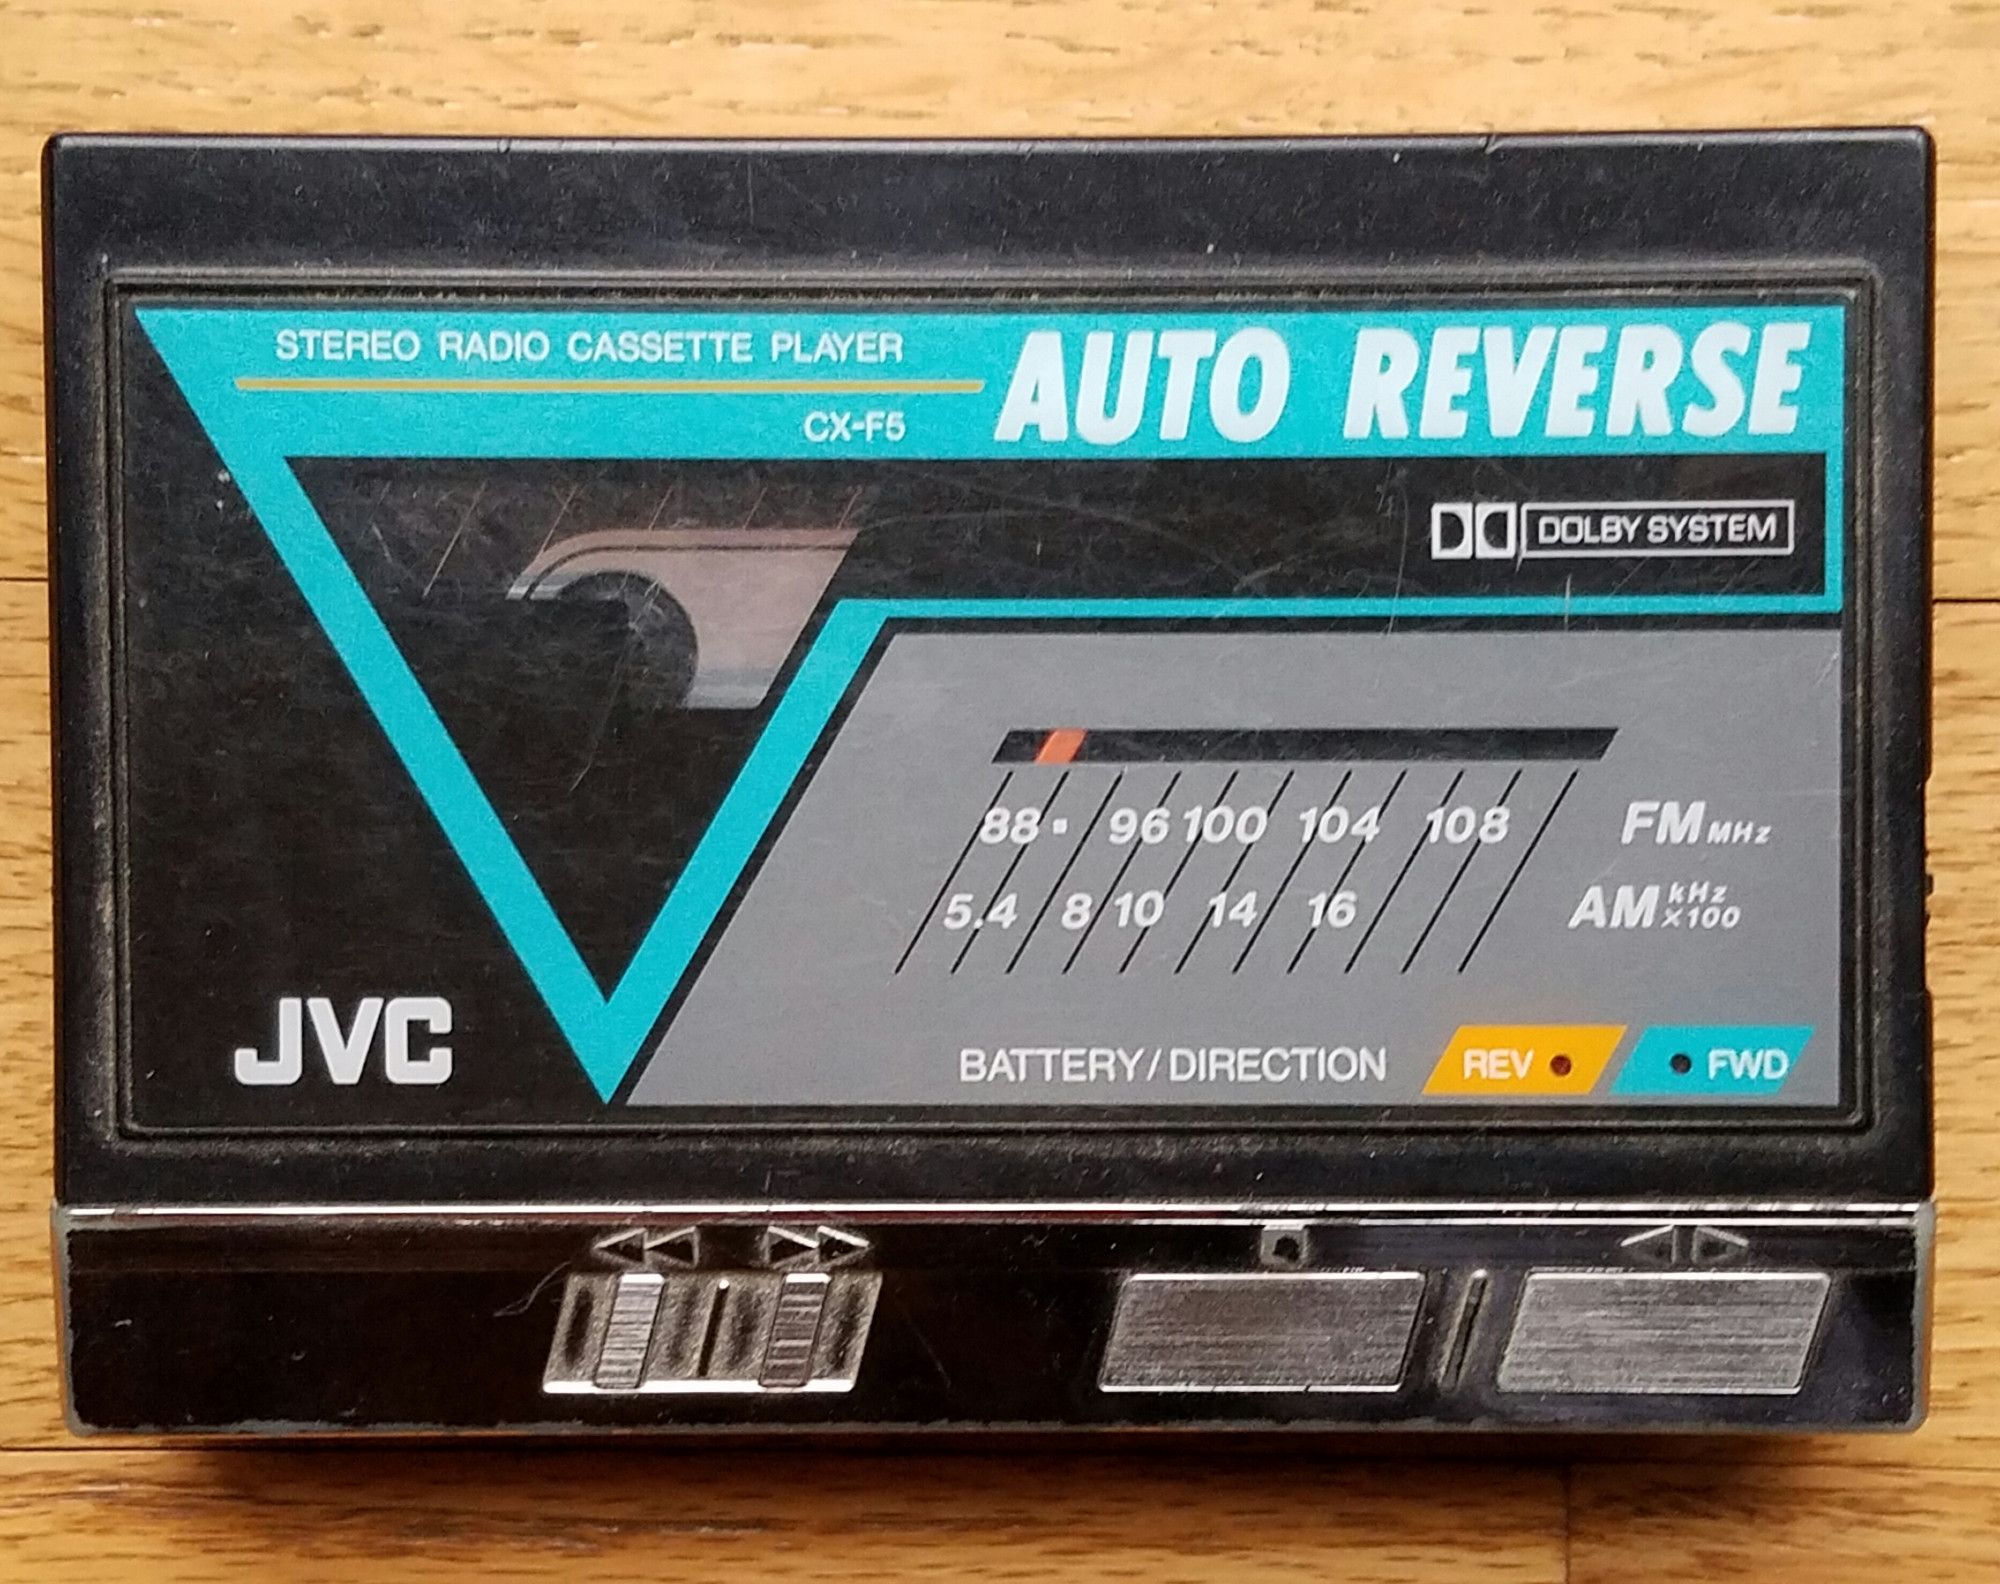 STEREO RADIO CASSETTE PLAYER
AUTO REVERSE
CX-F5
DOLBY SYSTEM
88 96 100 104 108 FM MHz
5.4 8 10 14 16 AM kHz ×100
JVC
BATTERY/DIRECTION REV FWD